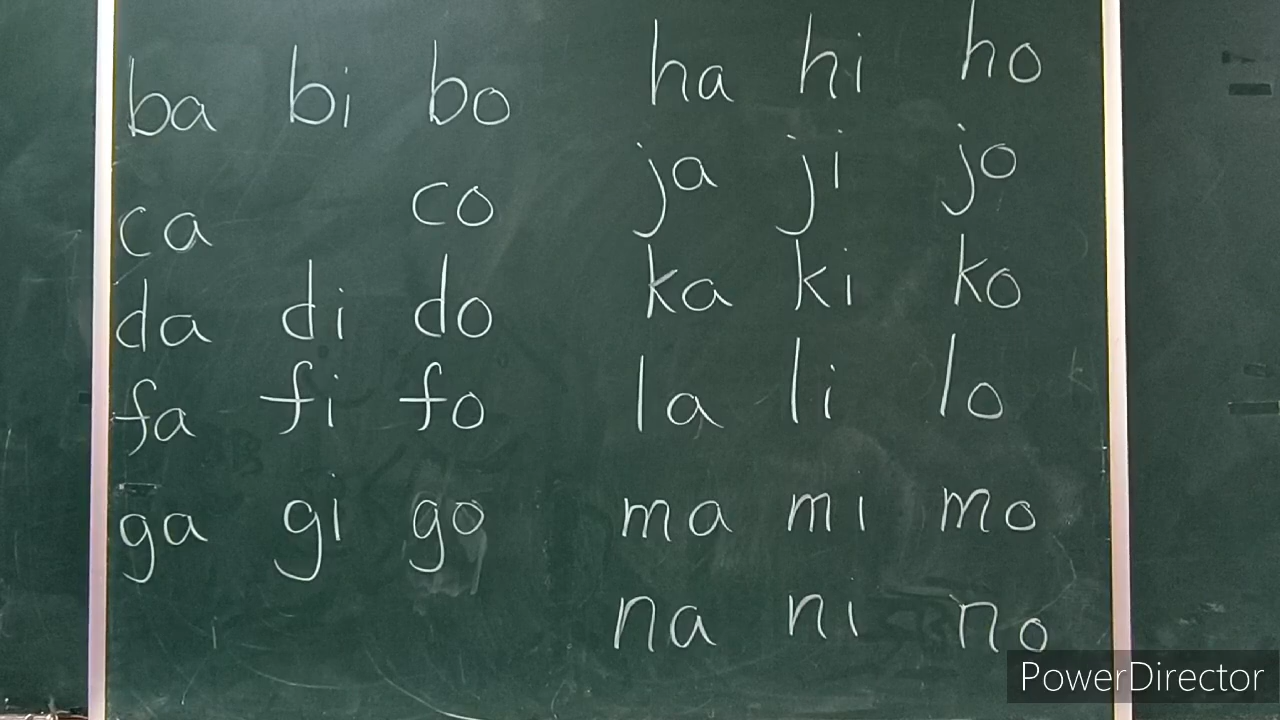 ba bi bo
ca co
da di do
fa fi fo
ga gi go
ha hi ho
ja ji jo
ka ki ko
la li lo
ma mi mo
na ni no
PowerDirector